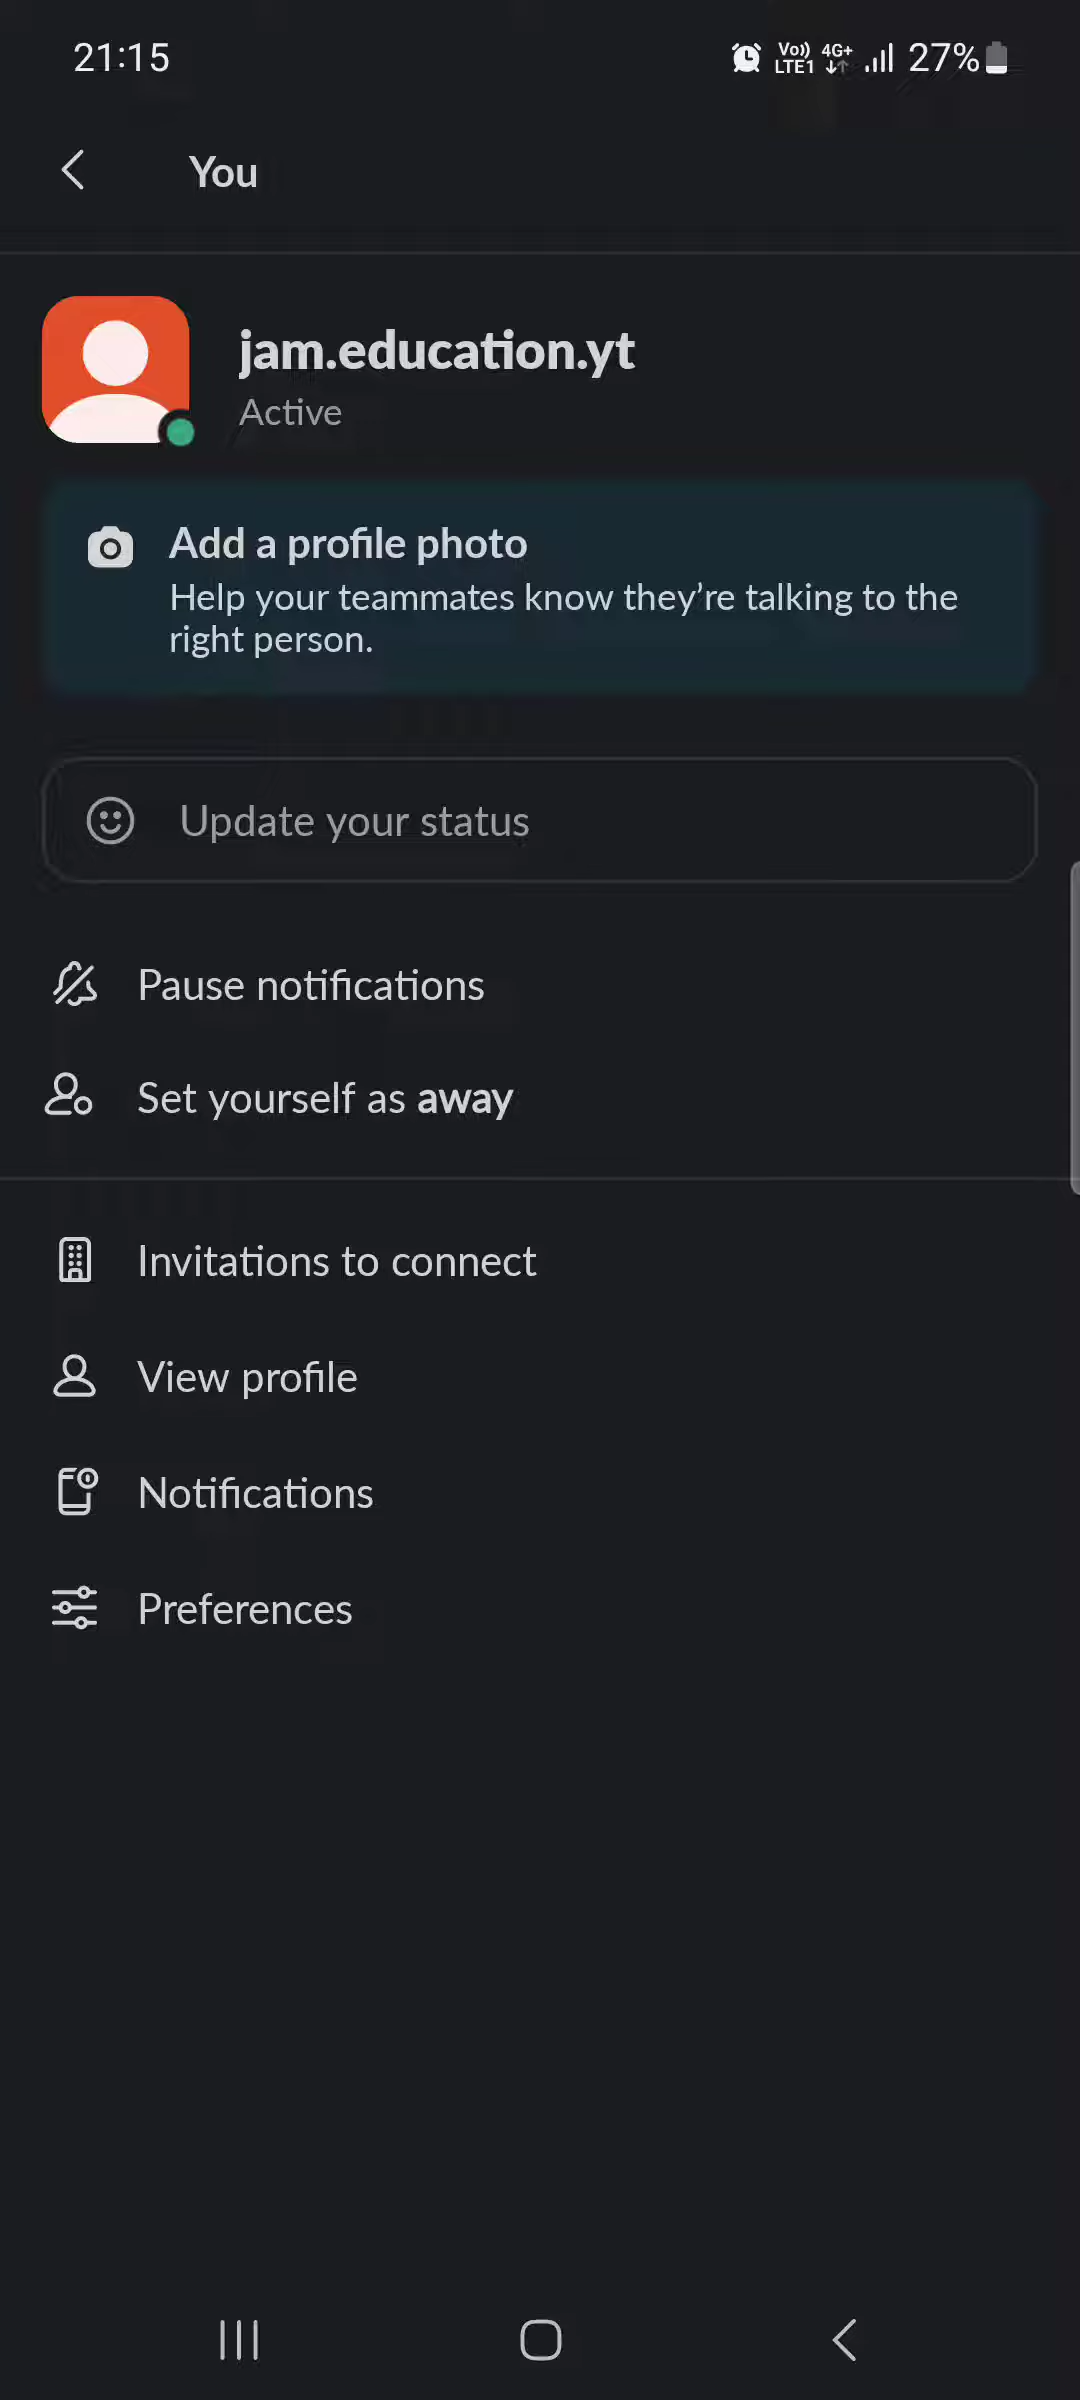 21:15
Vo)) 4G+ 27%
LTE1
You
jam.education.yt
Active
Add a profile photo
Help your teammates know they’re talking to the
right person.
Update your status
Pause notifications
Set yourself as away
Invitations to connect
View profile
Notifications
Preferences